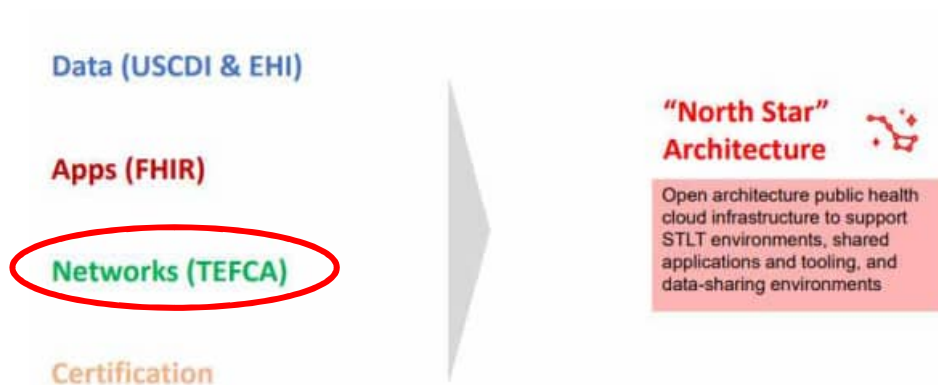 Data (USCDI & EHI)
Apps (FHIR)
Networks (TEFCA)
Certification
“North Star”
Architecture
Open architecture public health
cloud infrastructure to support
STLT environments, shared
applications and tooling, and
data-sharing environments